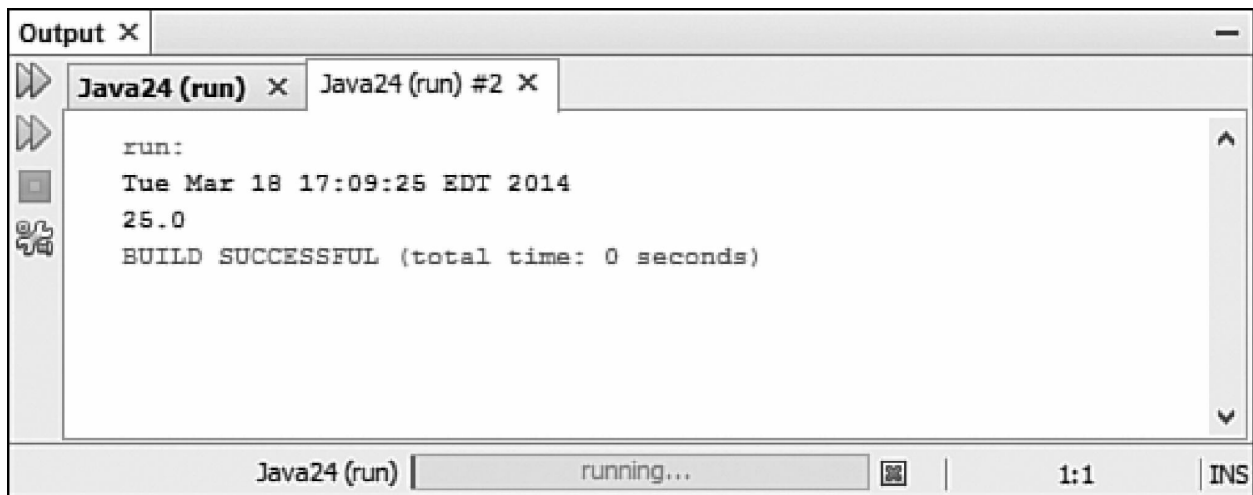 Output
Java24 (run)
Java24 (run) #2
run:
Tue Mar 18 17:09:25 EDT 2014
25.0
BUILD SUCCESSFUL (total time: 0 seconds)
Java24 (run)
running...
1:1
INS